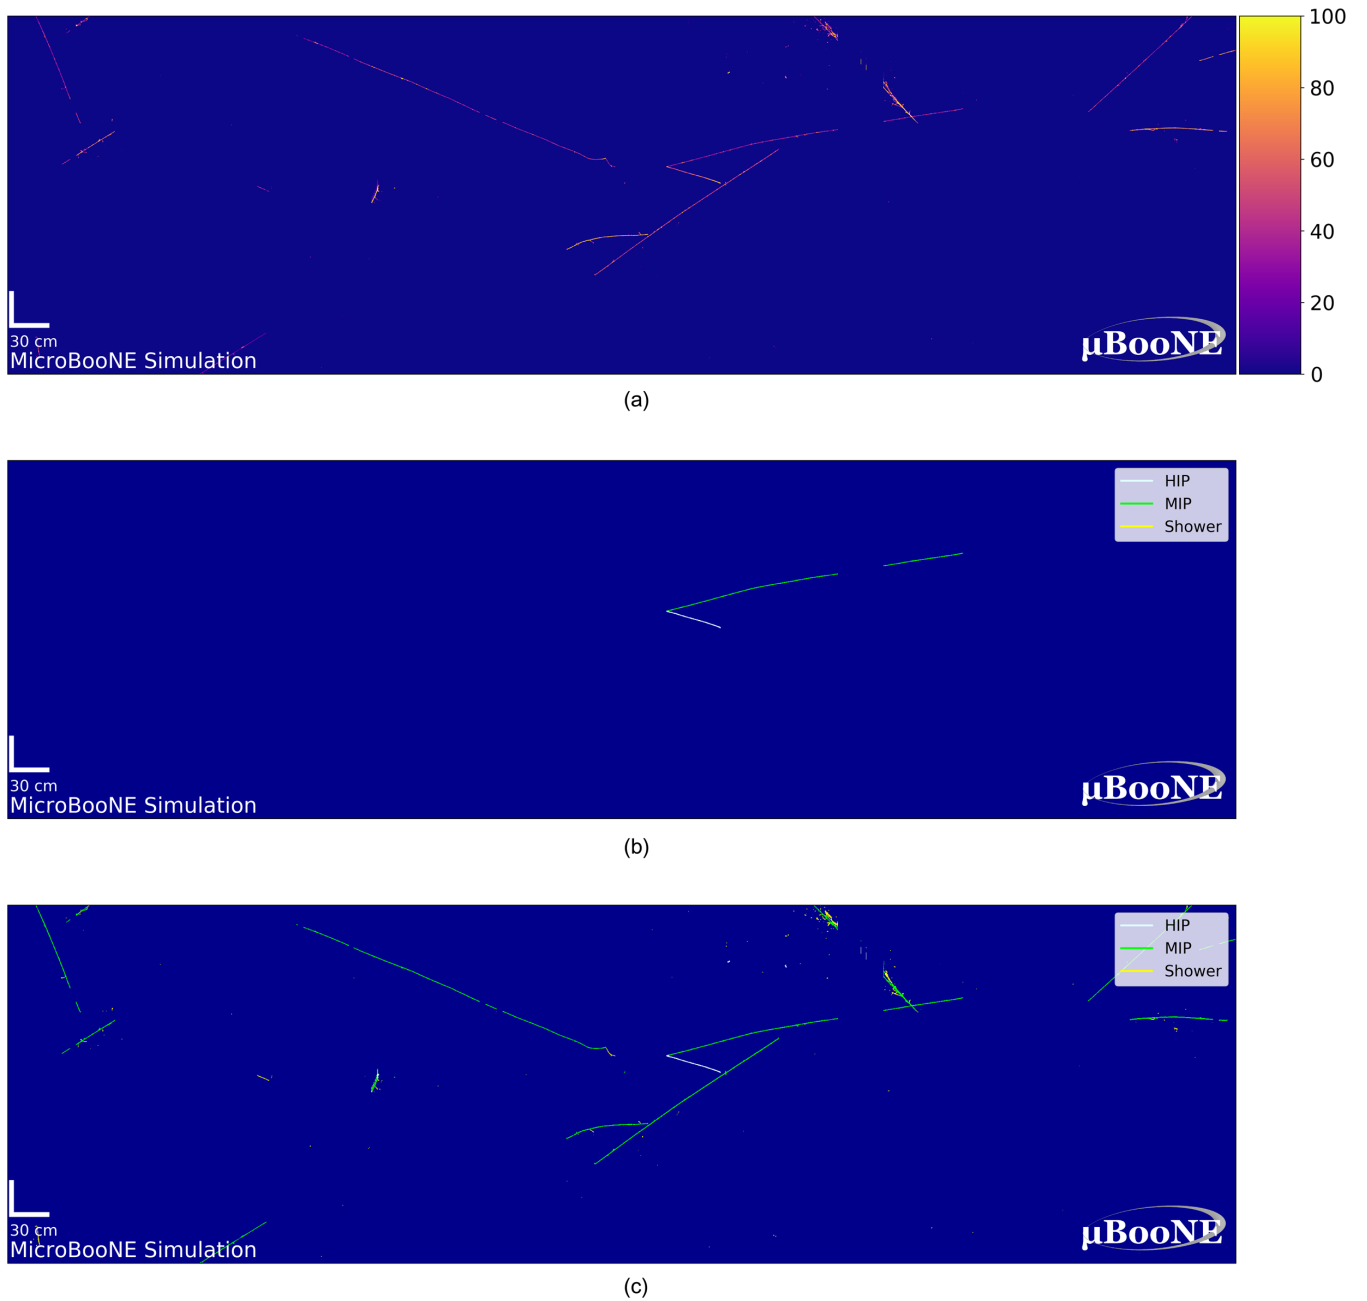 100
80
60
40
20
0
30 cm
MicroBooNE Simulation
μBooNE
(a)
HIP
MIP
Shower
30 cm
MicroBooNE Simulation
μBooNE
(b)
HIP
MIP
Shower
30 cm
MicroBooNE Simulation
μBooNE
(c)